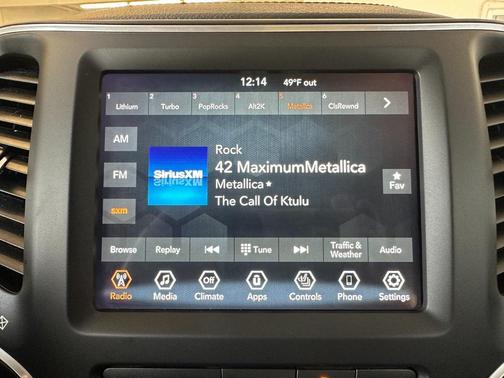 12:14 49°F out
1 Lithium 2 Turbo 3 PopRocks 4 Alt2K 5 Metallica 6 ClsRewnd
AM
Rock
SiriusXM
42 MaximumMetallica
FM
Metallica★
Fav
The Call Of Ktulu
sxm
Browse Replay Tune Traffic & Weather Audio
Off
Radio Media Climate Apps Controls Phone Settings